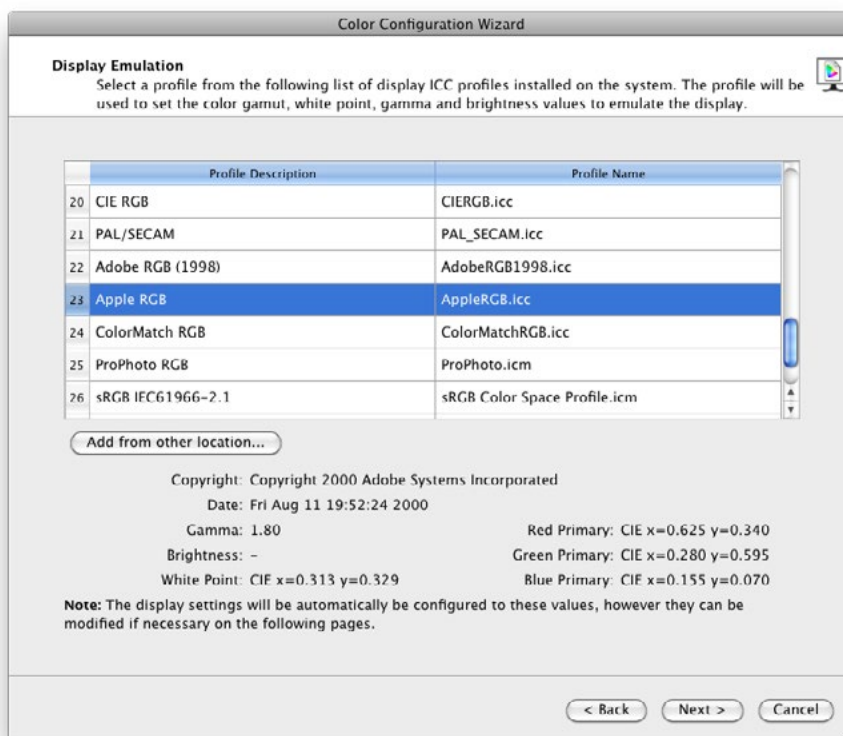 Color Configuration Wizard
Display Emulation
Select a profile from the following list of display ICC profiles installed on the system. The profile will be
used to set the color gamut, white point, gamma and brightness values to emulate the display.
Profile Description Profile Name
20 CIE RGB CIERGB.icc
21 PAL/SECAM PAL_SECAM.icc
22 Adobe RGB (1998) AdobeRGB1998.icc
23 Apple RGB AppleRGB.icc
24 ColorMatch RGB ColorMatchRGB.icc
25 ProPhoto RGB ProPhoto.icm
26 sRGB IEC61966-2.1 sRGB Color Space Profile.icm
Add from other location...
Copyright: Copyright 2000 Adobe Systems Incorporated
Date: Fri Aug 11 19:52:24 2000
Gamma: 1.80 Red Primary: CIE x=0.625 y=0.340
Brightness: - Green Primary: CIE x=0.280 y=0.595
White Point: CIE x=0.313 y=0.329 Blue Primary: CIE x=0.155 y=0.070
Note: The display settings will be automatically be configured to these values, however they can be
modified if necessary on the following pages.
< Back Next > Cancel